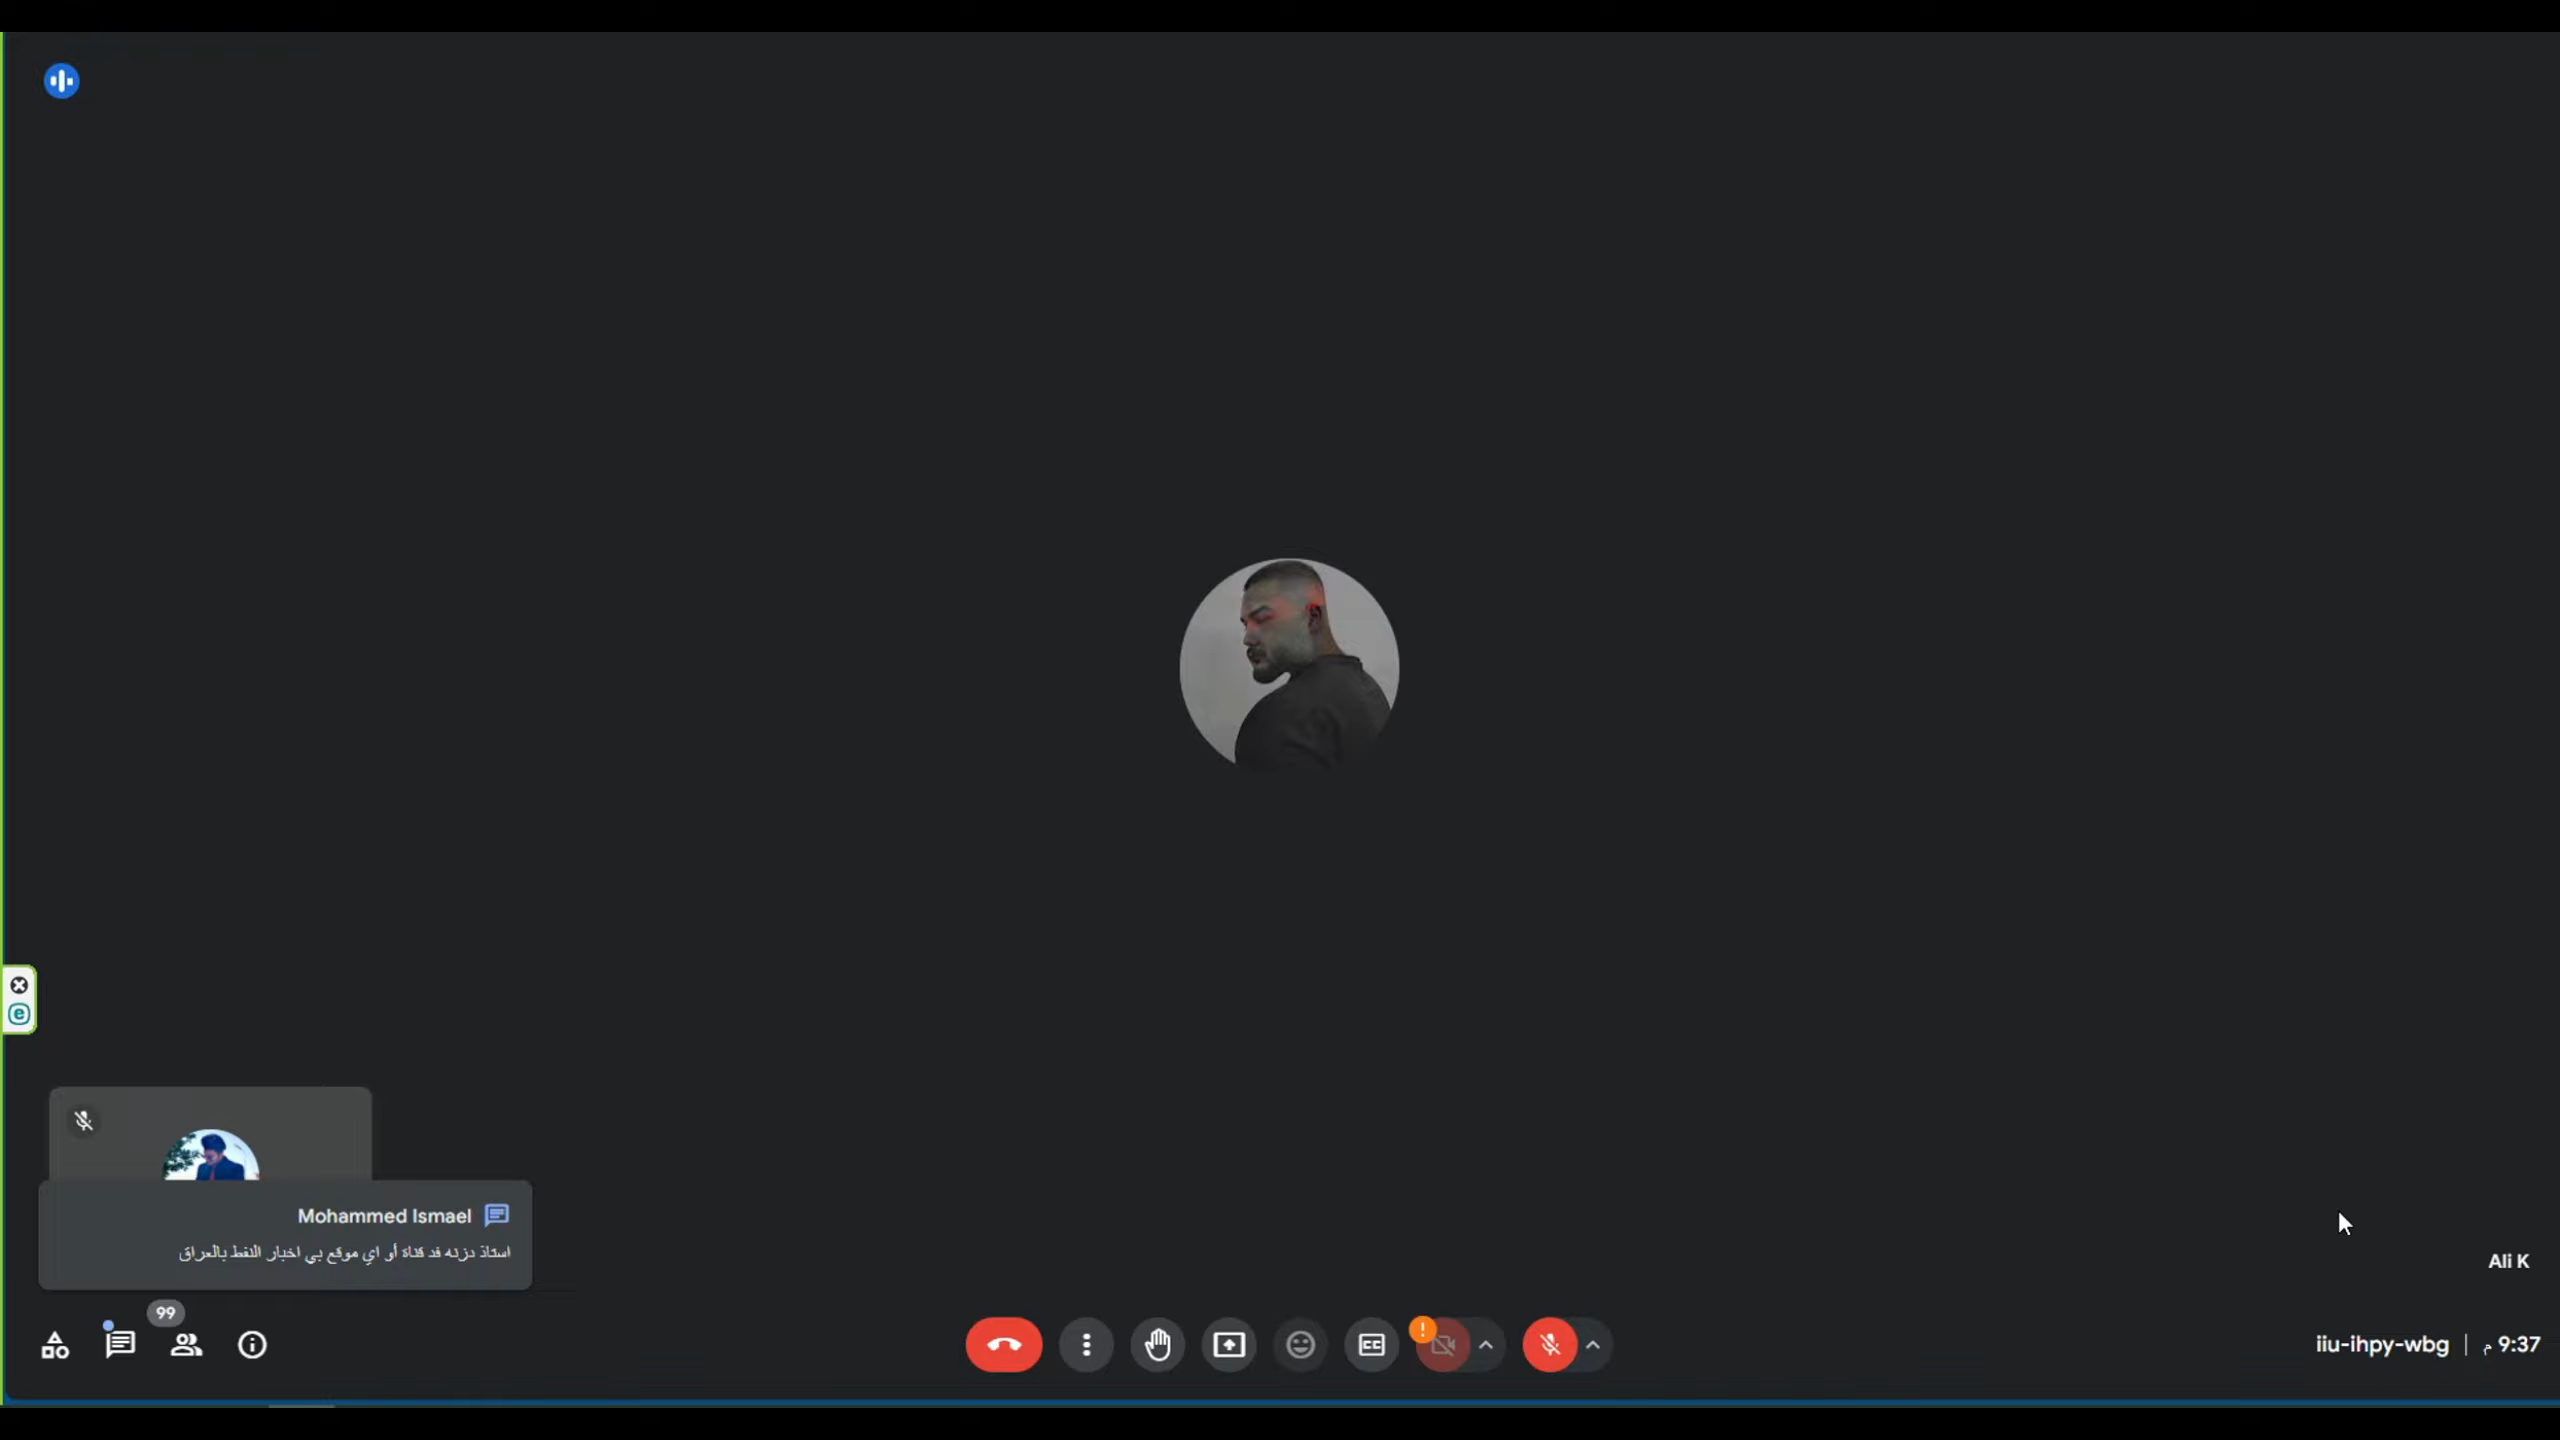 Mohammed Ismael
استاذ دزنه فد قناة أو اي موقع بي اخبار النفط بالعراق
Ali K
99
iiu-ihpy-wbg | 9:37 م